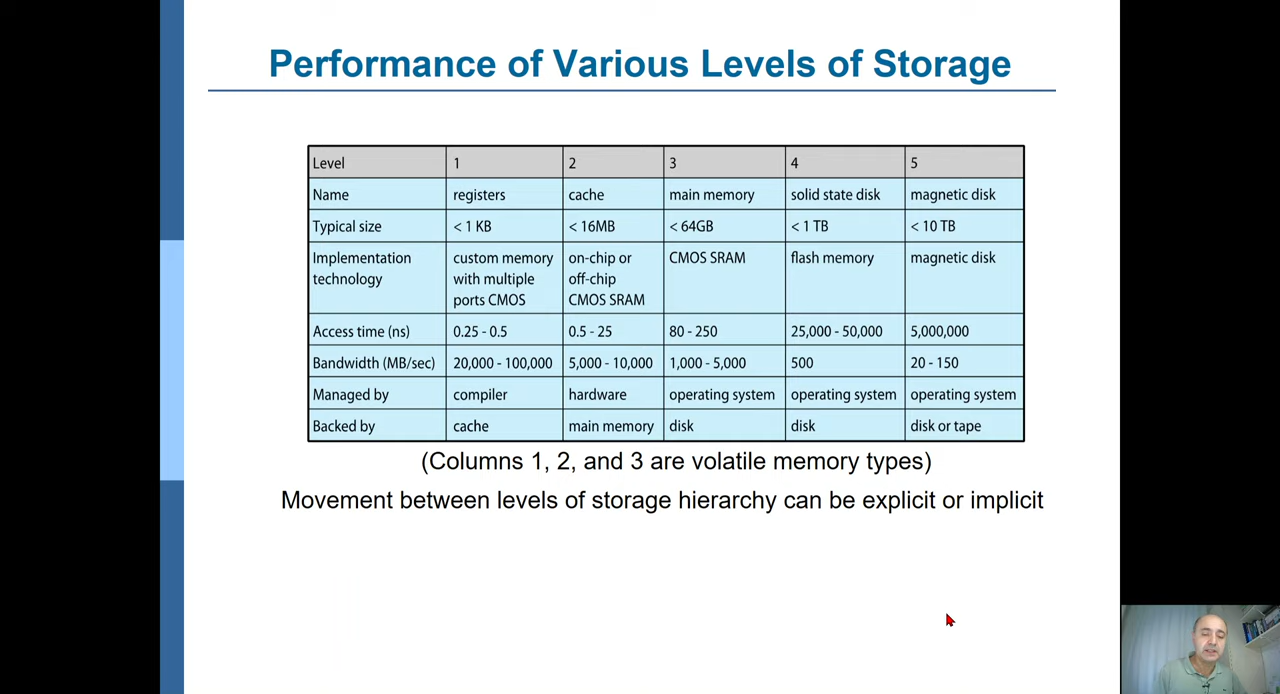 Performance of Various Levels of Storage
Level 1 2 3 4 5
Name registers cache main memory solid state disk magnetic disk
Typical size < 1 KB < 16MB < 64GB < 1 TB < 10 TB
Implementation technology custom memory with multiple ports CMOS on-chip or off-chip CMOS SRAM CMOS SRAM flash memory magnetic disk
Access time (ns) 0.25 - 0.5 0.5 - 25 80 - 250 25,000 - 50,000 5,000,000
Bandwidth (MB/sec) 20,000 - 100,000 5,000 - 10,000 1,000 - 5,000 500 20 - 150
Managed by compiler hardware operating system operating system operating system
Backed by cache main memory disk disk disk or tape
(Columns 1, 2, and 3 are volatile memory types)
Movement between levels of storage hierarchy can be explicit or implicit